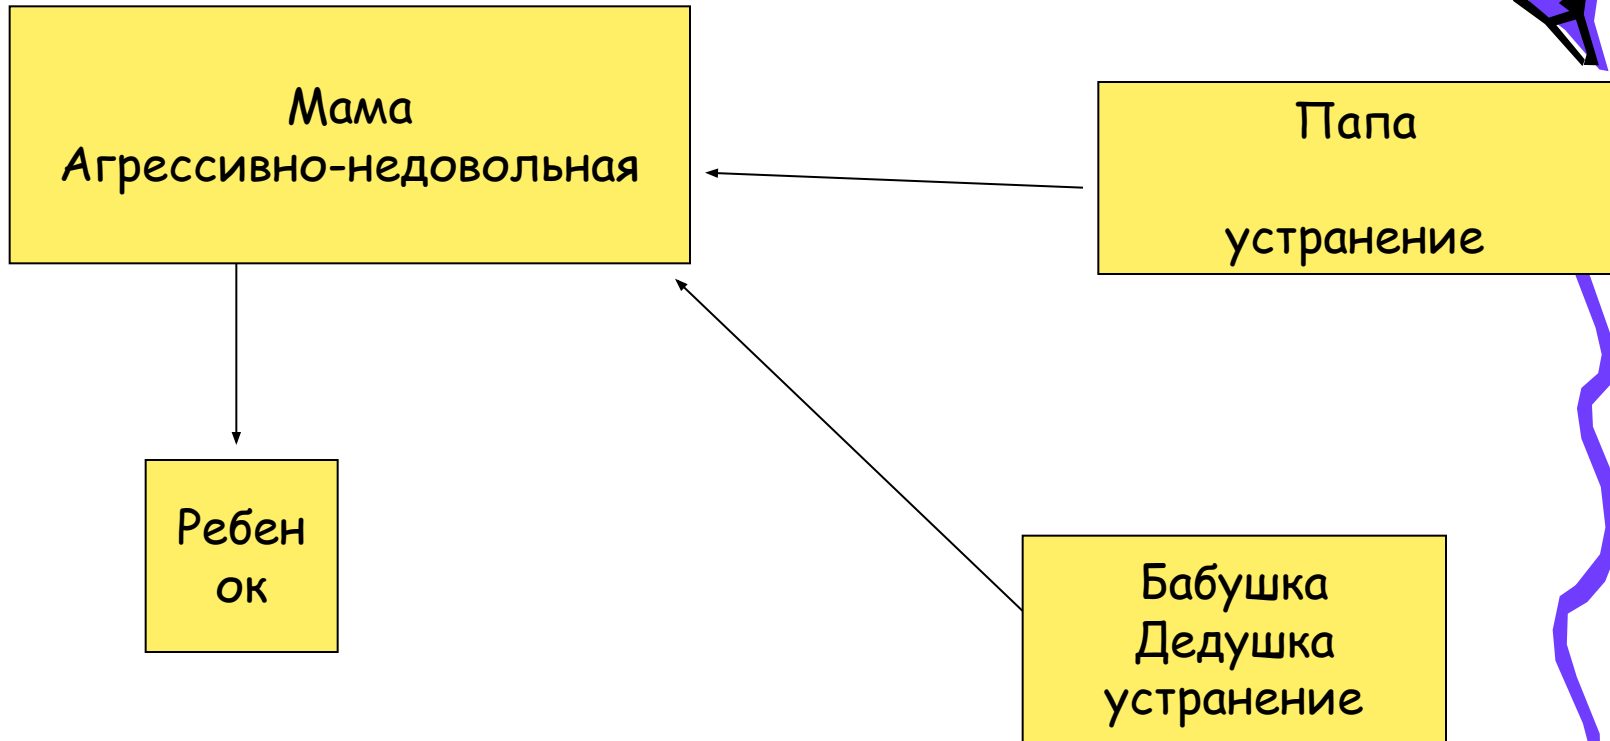 Мама
Агрессивно-недовольная
Папа
устранение
Ребен
ок
Бабушка
Дедушка
устранение